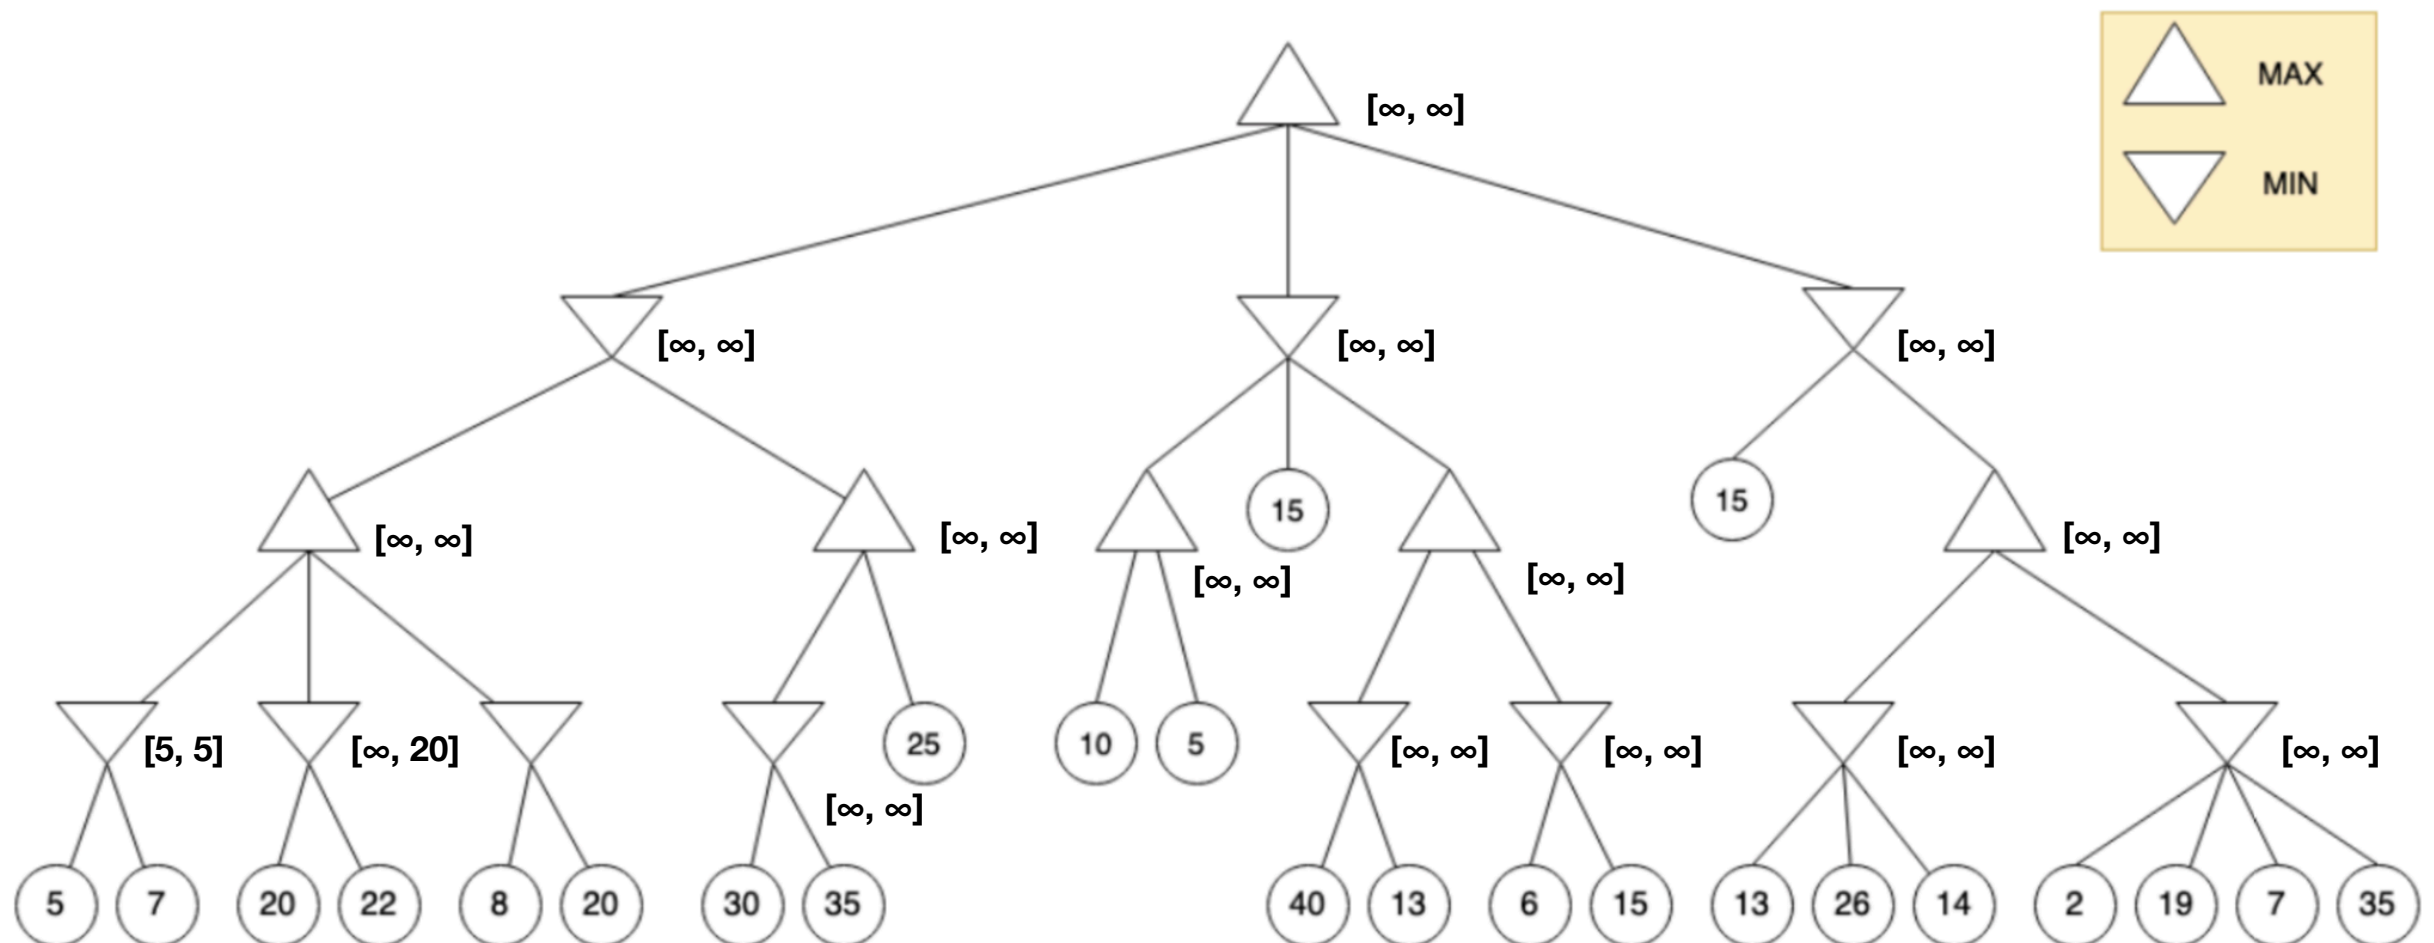 MAX
[∞, ∞]
MIN
[∞, ∞] [∞, ∞] [∞, ∞]
15 15
[∞, ∞] [∞, ∞] [∞, ∞]
[∞, ∞] [∞, ∞]
[5, 5] [∞, 20] 25 10 5 [∞, ∞] [∞, ∞] [∞, ∞] [∞, ∞]
[∞, ∞]
5 7 20 22 8 20 30 35 40 13 6 15 13 26 14 2 19 7 35